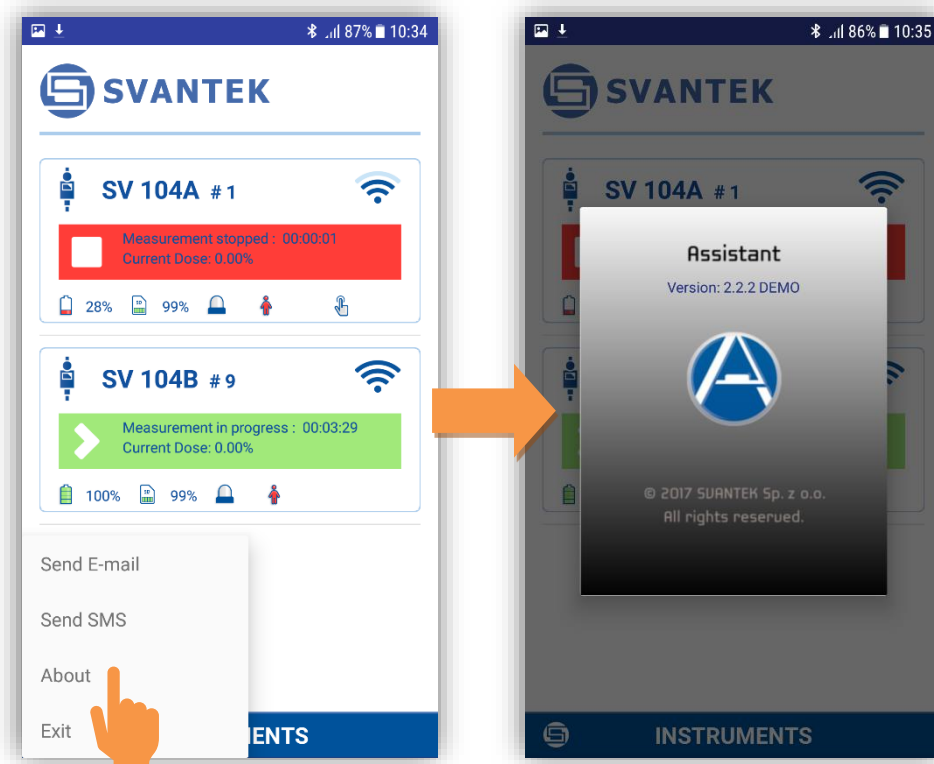 87% 10:34
SVANTEK
SV 104A # 1
Measurement stopped : 00:00:01
Current Dose: 0.00%
28% SD 99%
SV 104B # 9
Measurement in progress : 00:03:29
Current Dose: 0.00%
100% SD 99%
Send E-mail
Send SMS
About
Exit
ENTS
86% 10:35
SVANTEK
SV 104A # 1
Assistant
Version: 2.2.2 DEMO
© 2017 SVANTEK Sp. z o.o.
All rights reserved.
INSTRUMENTS